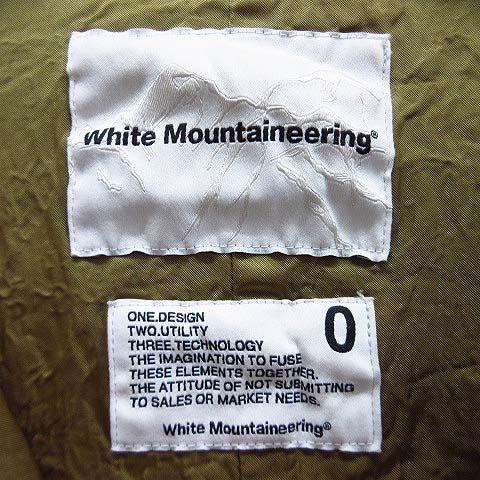 White Mountaineering®
ONE.DESIGN
TWO.UTILITY
THREE.TECHNOLOGY
THE IMAGINATION TO FUSE
THESE ELEMENTS TOGETHER.
THE ATTITUDE OF NOT SUBMITTING
TO SALES OR MARKET NEEDS.
0
White Mountaineering®